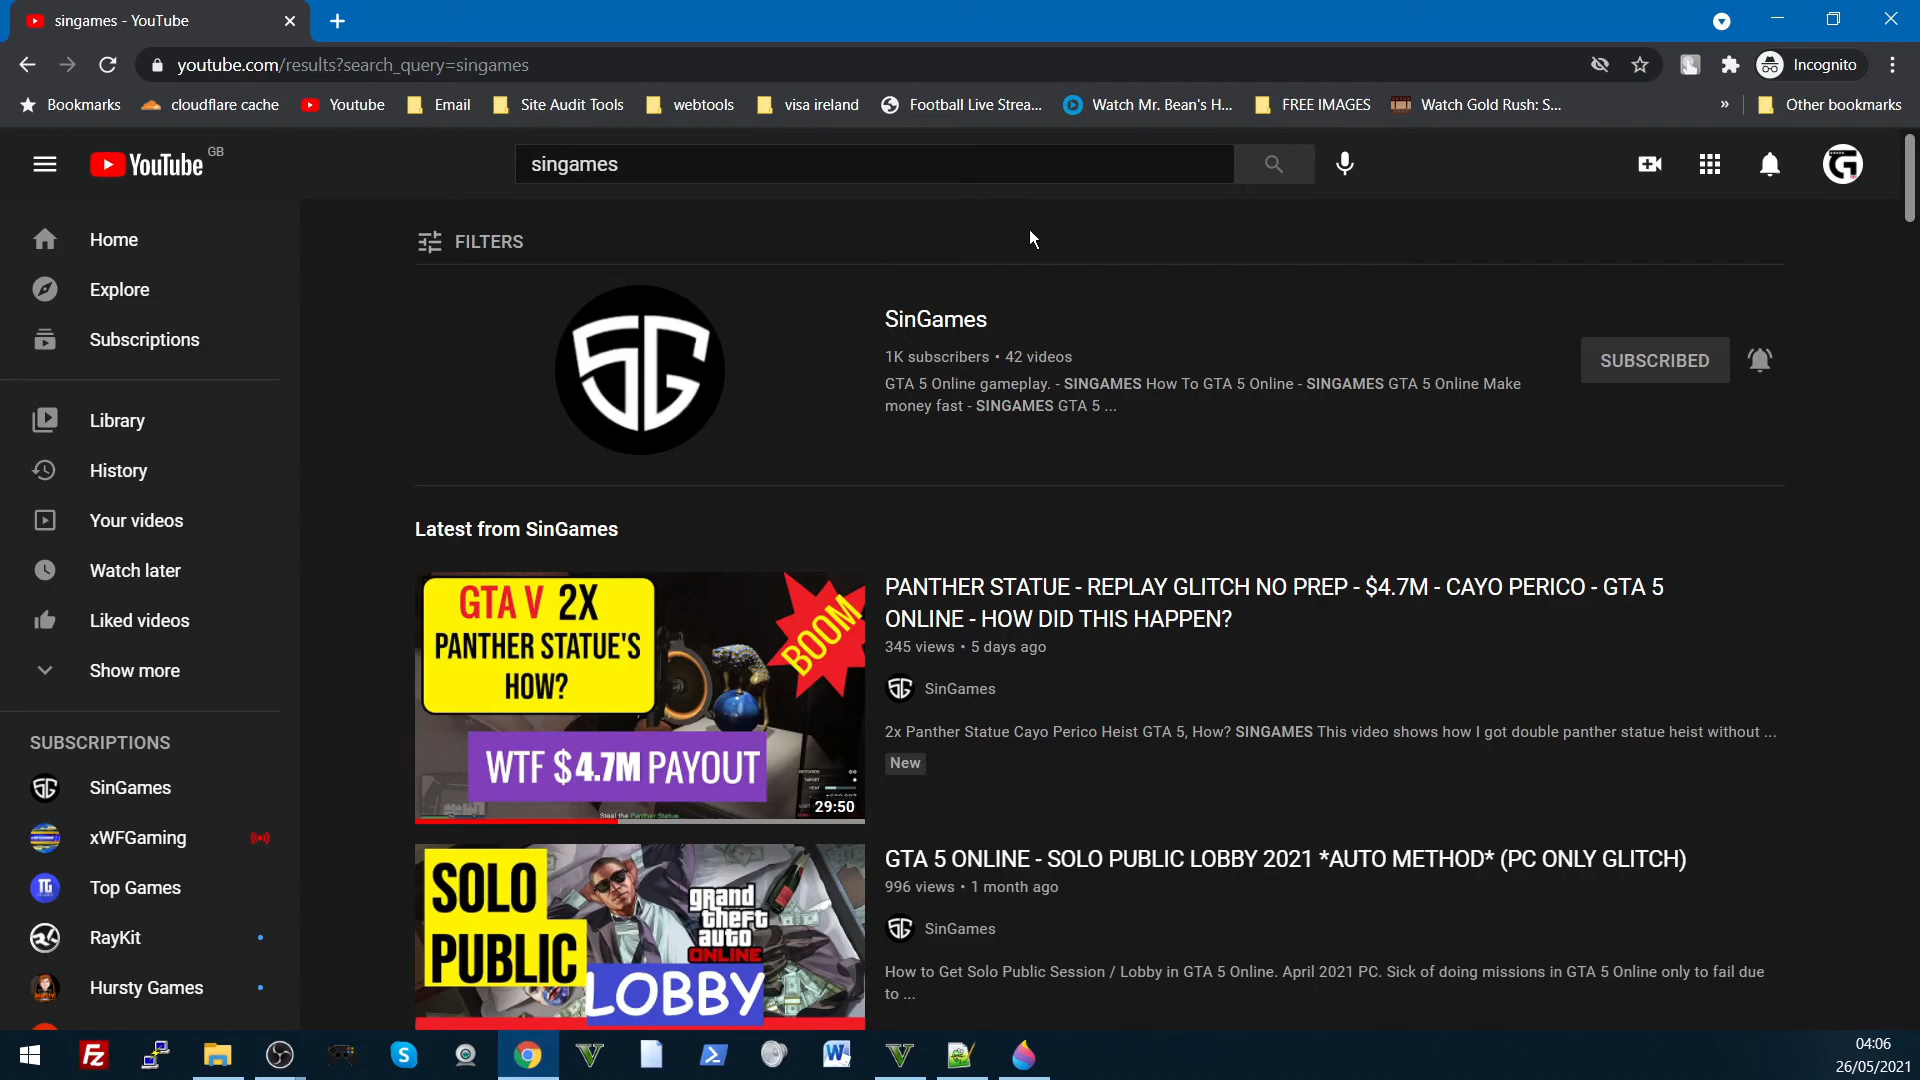 singames - YouTube
youtube.com/results?search_query=singames
Incognito
Bookmarks
cloudflare cache
Youtube
Email
Site Audit Tools
webtools
visa ireland
Football Live Strea...
Watch Mr. Bean's H...
FREE IMAGES
Watch Gold Rush: S...
»
Other bookmarks
YouTube GB
singames
Home
Explore
Subscriptions
Library
History
Your videos
Watch later
Liked videos
Show more
SUBSCRIPTIONS
SinGames
xWFGaming
Top Games
RayKit
Hursty Games
FILTERS
SG
SinGames
1K subscribers • 42 videos
GTA 5 Online gameplay. - SINGAMES How To GTA 5 Online - SINGAMES GTA 5 Online Make
money fast - SINGAMES GTA 5 ...
SUBSCRIBED
Latest from SinGames
GTA V 2X
PANTHER STATUE'S
HOW?
BOOM
WTF $4.7M PAYOUT
Steal the Panther Statue.
29:50
PANTHER STATUE - REPLAY GLITCH NO PREP - $4.7M - CAYO PERICO - GTA 5
ONLINE - HOW DID THIS HAPPEN?
345 views • 5 days ago
SinGames
2x Panther Statue Cayo Perico Heist GTA 5, How? SINGAMES This video shows how I got double panther statue heist without ...
New
SOLO
PUBLIC
LOBBY
grand
theft
auto
ONLINE
GTA 5 ONLINE - SOLO PUBLIC LOBBY 2021 *AUTO METHOD* (PC ONLY GLITCH)
996 views • 1 month ago
SinGames
How to Get Solo Public Session / Lobby in GTA 5 Online. April 2021 PC. Sick of doing missions in GTA 5 Online only to fail due
to ...
04:06
26/05/2021